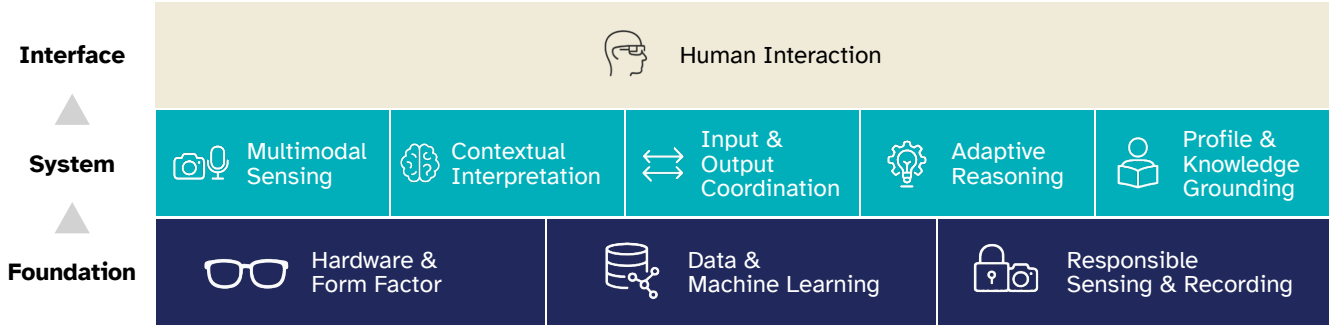 Interface
Human Interaction
System
Multimodal
Sensing
Contextual
Interpretation
Input &
Output
Coordination
Adaptive
Reasoning
Profile &
Knowledge
Grounding
Foundation
Hardware &
Form Factor
Data &
Machine Learning
Responsible
Sensing & Recording